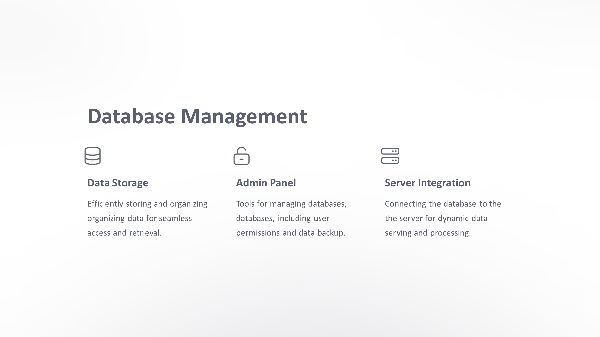 Database Management
Data Storage
Efficiently storing and organizing
organizing data for seamless
access and retrieval.
Admin Panel
Tools for managing databases,
databases, including user
permissions and data backup.
Server Integration
Connecting the database to the
the server for dynamic data
serving and processing.